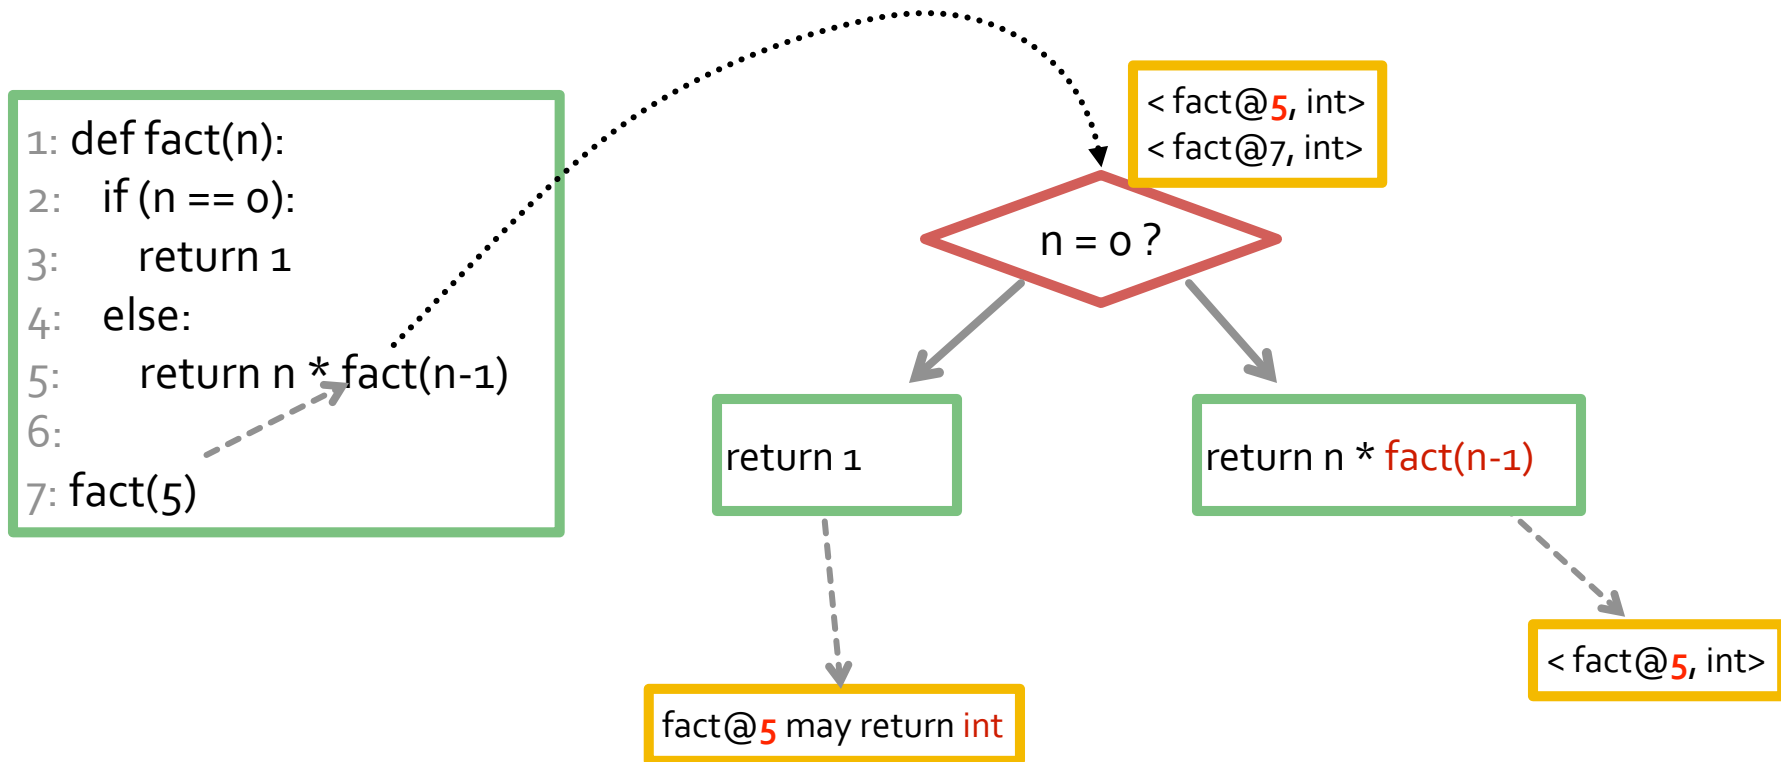 1: def fact(n):
2: if (n == 0):
3: return 1
4: else:
5: return n * fact(n-1)
6:
7: fact(5)
< fact@5, int>
< fact@7, int>
n = 0 ?
return 1
return n * fact(n-1)
< fact@5, int>
fact@5 may return int